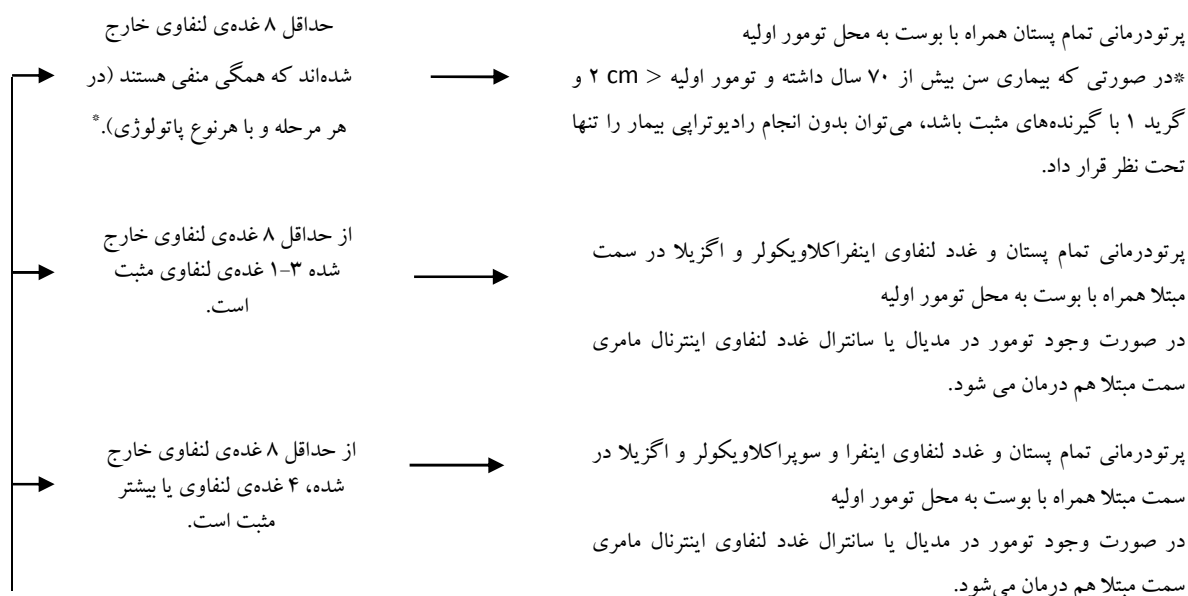 حداقل ۸ غده‌ی لنفاوی خارج
شده‌اند که همگی منفی هستند (در
هر مرحله و با هرنوع پاتولوژی).*
پرتودرمانی تمام پستان همراه با بوست به محل تومور اولیه
*در صورتی که بیماری سن بیش از ۷۰ سال داشته و تومور اولیه < ۲ cm و
گرید ۱ با گیرنده‌های مثبت باشد، می‌توان بدون انجام رادیوتراپی بیمار را تنها
تحت نظر قرار داد.
از حداقل ۸ غده‌ی لنفاوی خارج
شده ۳-۱ غده‌ی لنفاوی مثبت
است.
پرتودرمانی تمام پستان و غدد لنفاوی اینفراکلاویکولر و اگزیلا در سمت
مبتلا همراه با بوست به محل تومور اولیه
در صورت وجود تومور در مدیال یا سانترال غدد لنفاوی اینترنال مامری
سمت مبتلا هم درمان می شود.
از حداقل ۸ غده‌ی لنفاوی خارج
شده، ۴ غده‌ی لنفاوی یا بیشتر
مثبت است.
پرتودرمانی تمام پستان و غدد لنفاوی اینفرا و سوپراکلاویکولر و اگزیلا در
سمت مبتلا همراه با بوست به محل تومور اولیه
در صورت وجود تومور در مدیال یا سانترال غدد لنفاوی اینترنال مامری
سمت مبتلا هم درمان می‌شود.